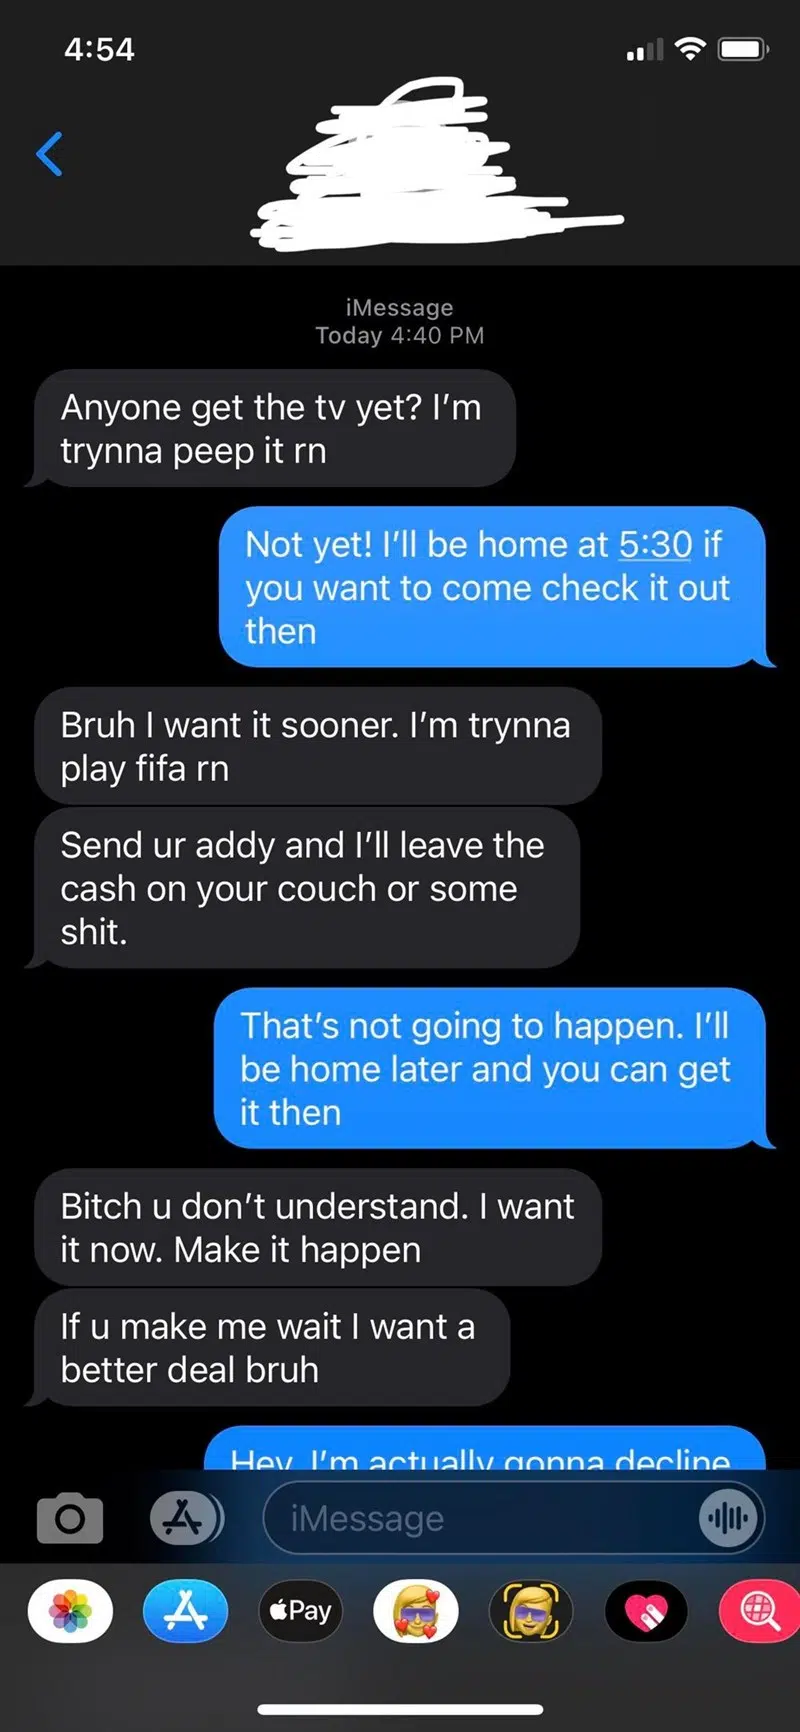 4:54
iMessage
Today 4:40 PM
Anyone get the tv yet? I'm
trynna peep it rn
Not yet! I'll be home at 5:30 if
you want to come check it out
then
Bruh I want it sooner. I'm trynna
play fifa rn
Send ur addy and I'll leave the
cash on your couch or some
shit.
That's not going to happen. I'll
be home later and you can get
it then
Bitch u don't understand. I want
it now. Make it happen
If u make me wait I want a
better deal bruh
Hey, I'm actually gonna decline
iMessage
Pay